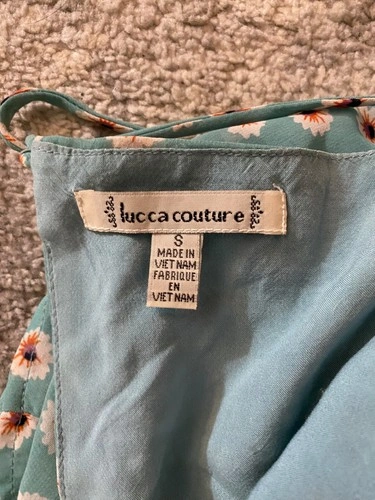 lucca couture
S
MADE IN
VIET NAM
FABRIQUE
EN
VIET NAM